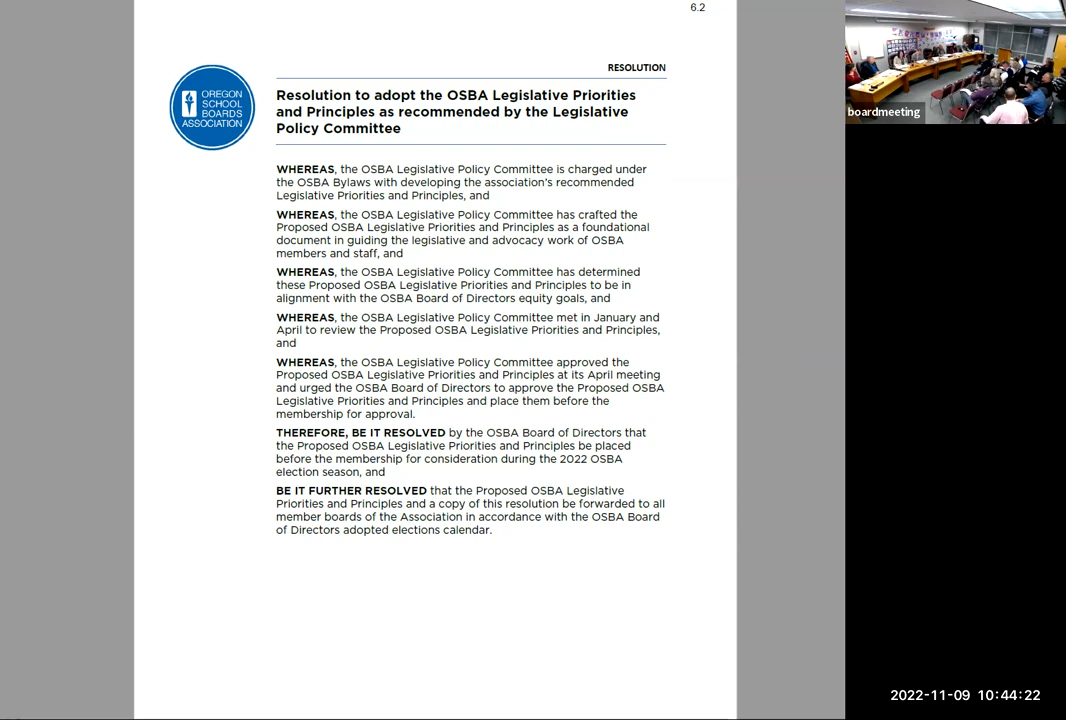 6.2
RESOLUTION
OREGON
SCHOOL
BOARDS
ASSOCIATION
Resolution to adopt the OSBA Legislative Priorities
and Principles as recommended by the Legislative
Policy Committee
WHEREAS, the OSBA Legislative Policy Committee is charged under
the OSBA Bylaws with developing the association's recommended
Legislative Priorities and Principles, and
WHEREAS, the OSBA Legislative Policy Committee has crafted the
Proposed OSBA Legislative Priorities and Principles as a foundational
document in guiding the legislative and advocacy work of OSBA
members and staff, and
WHEREAS, the OSBA Legislative Policy Committee has determined
these Proposed OSBA Legislative Priorities and Principles to be in
alignment with the OSBA Board of Directors equity goals, and
WHEREAS, the OSBA Legislative Policy Committee met in January and
April to review the Proposed OSBA Legislative Priorities and Principles,
and
WHEREAS, the OSBA Legislative Policy Committee approved the
Proposed OSBA Legislative Priorities and Principles at its April meeting
and urged the OSBA Board of Directors to approve the Proposed OSBA
Legislative Priorities and Principles and place them before the
membership for approval.
THEREFORE, BE IT RESOLVED by the OSBA Board of Directors that
the Proposed OSBA Legislative Priorities and Principles be placed
before the membership for consideration during the 2022 OSBA
election season, and
BE IT FURTHER RESOLVED that the Proposed OSBA Legislative
Priorities and Principles and a copy of this resolution be forwarded to all
member boards of the Association in accordance with the OSBA Board
of Directors adopted elections calendar.
boardmeeting
2022-11-09 10:44:22